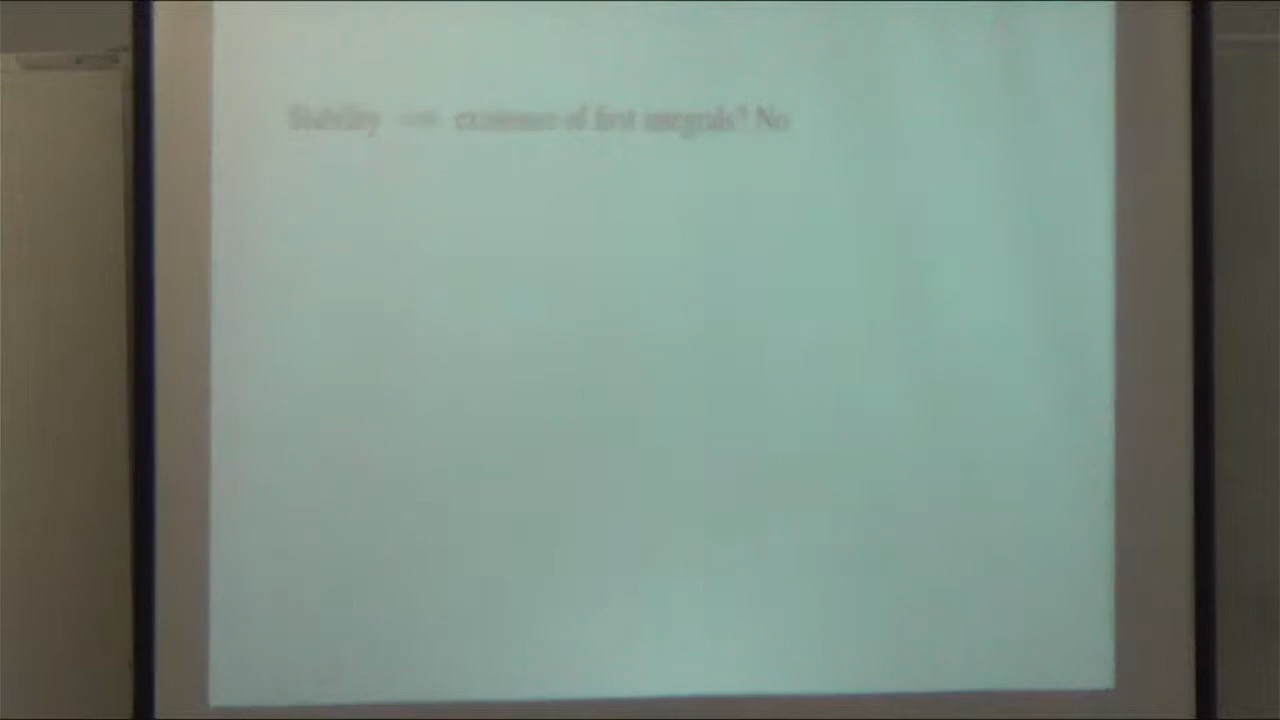 Stability ⟹ existence of first integrals? No